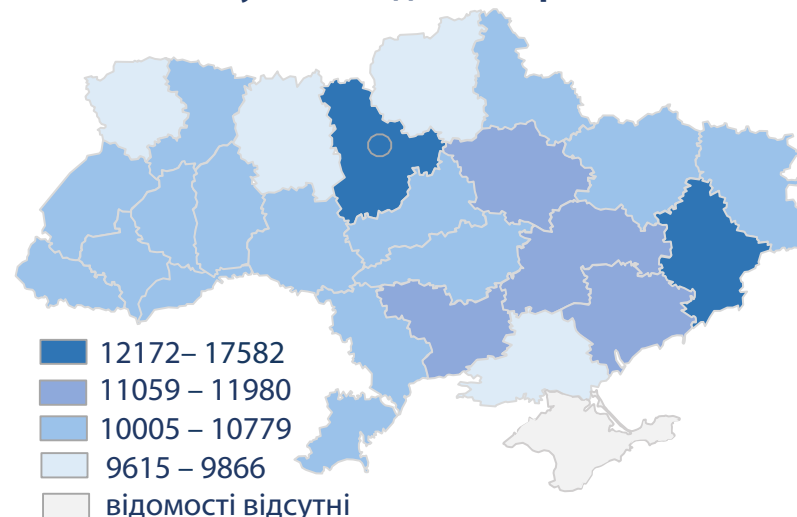 12172– 17582
11059 – 11980
10005 – 10779
9615 – 9866
відомості відсутні